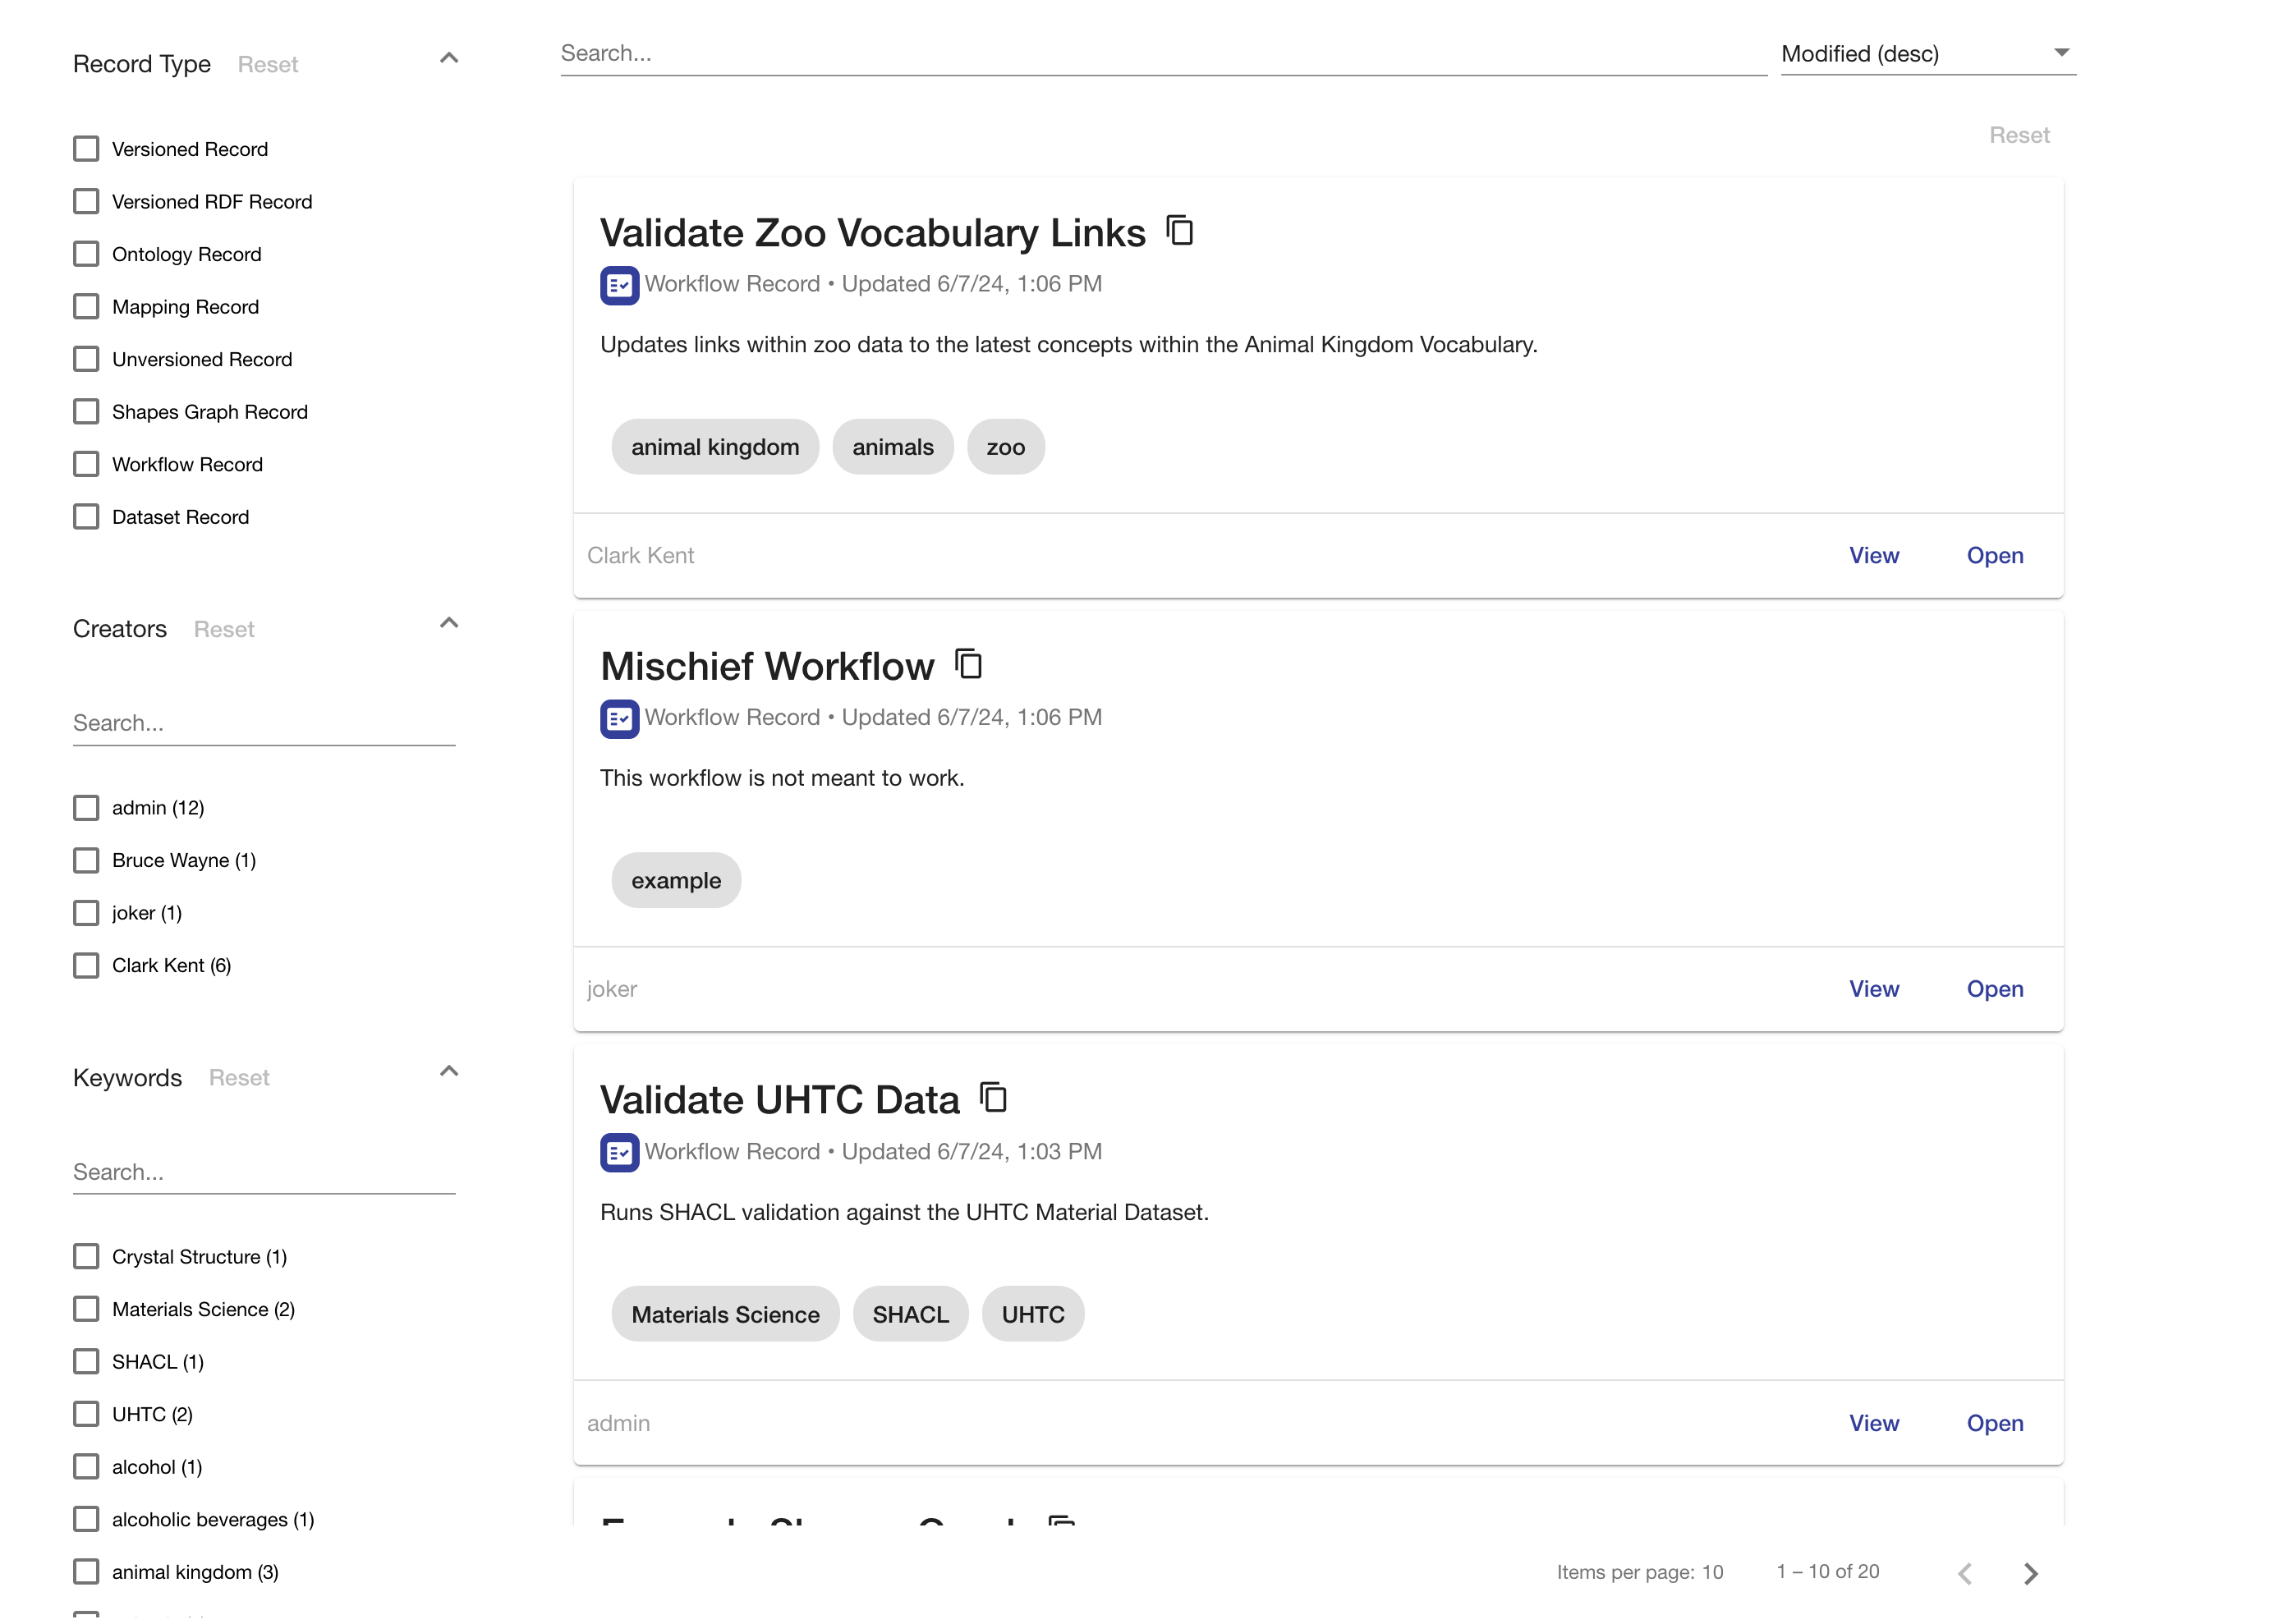 Record Type Reset
Versioned Record
Versioned RDF Record
Ontology Record
Mapping Record
Unversioned Record
Shapes Graph Record
Workflow Record
Dataset Record
Creators Reset
Search...
admin (12)
Bruce Wayne (1)
joker (1)
Clark Kent (6)
Keywords Reset
Search...
Crystal Structure (1)
Materials Science (2)
SHACL (1)
UHTC (2)
alcohol (1)
alcoholic beverages (1)
animal kingdom (3)
Search...
Modified (desc)
Reset
Validate Zoo Vocabulary Links
Workflow Record • Updated 6/7/24, 1:06 PM
Updates links within zoo data to the latest concepts within the Animal Kingdom Vocabulary.
animal kingdom animals zoo
Clark Kent View Open
Mischief Workflow
Workflow Record • Updated 6/7/24, 1:06 PM
This workflow is not meant to work.
example
joker View Open
Validate UHTC Data
Workflow Record • Updated 6/7/24, 1:03 PM
Runs SHACL validation against the UHTC Material Dataset.
Materials Science SHACL UHTC
admin View Open
Items per page: 10 1 – 10 of 20